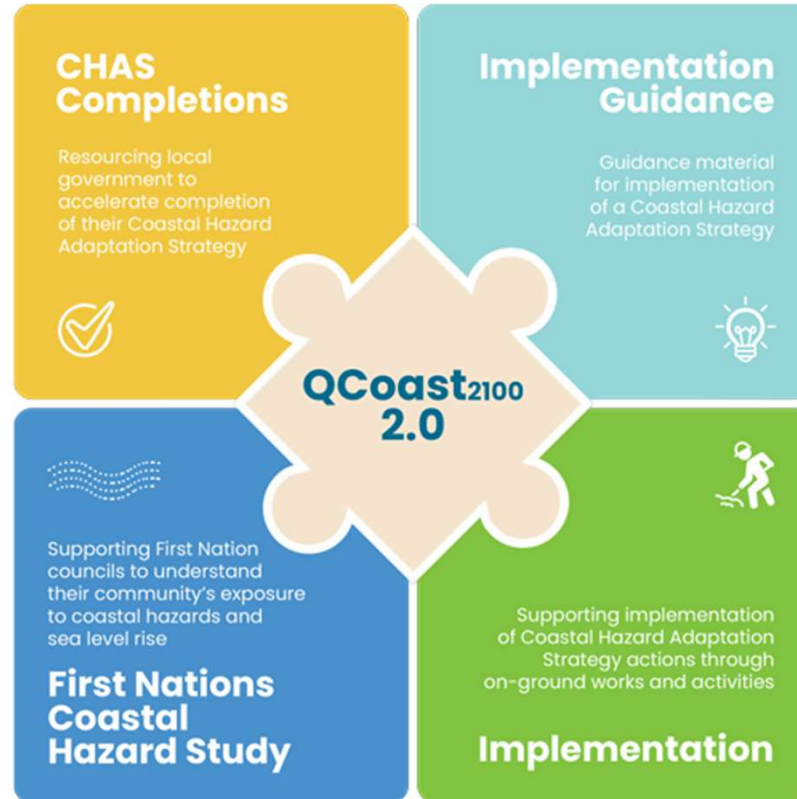 CHAS
Completions
Resourcing local
government to
accelerate completion
of their Coastal Hazard
Adaptation Strategy
Implementation
Guidance
Guidance material
for implementation
of a Coastal Hazard
Adaptation Strategy
QCoast2100
2.0
Supporting First Nation
councils to understand
their community's exposure
to coastal hazards and
sea level rise
First Nations
Coastal
Hazard Study
Supporting implementation
of Coastal Hazard Adaptation
Strategy actions through
on-ground works and activities
Implementation